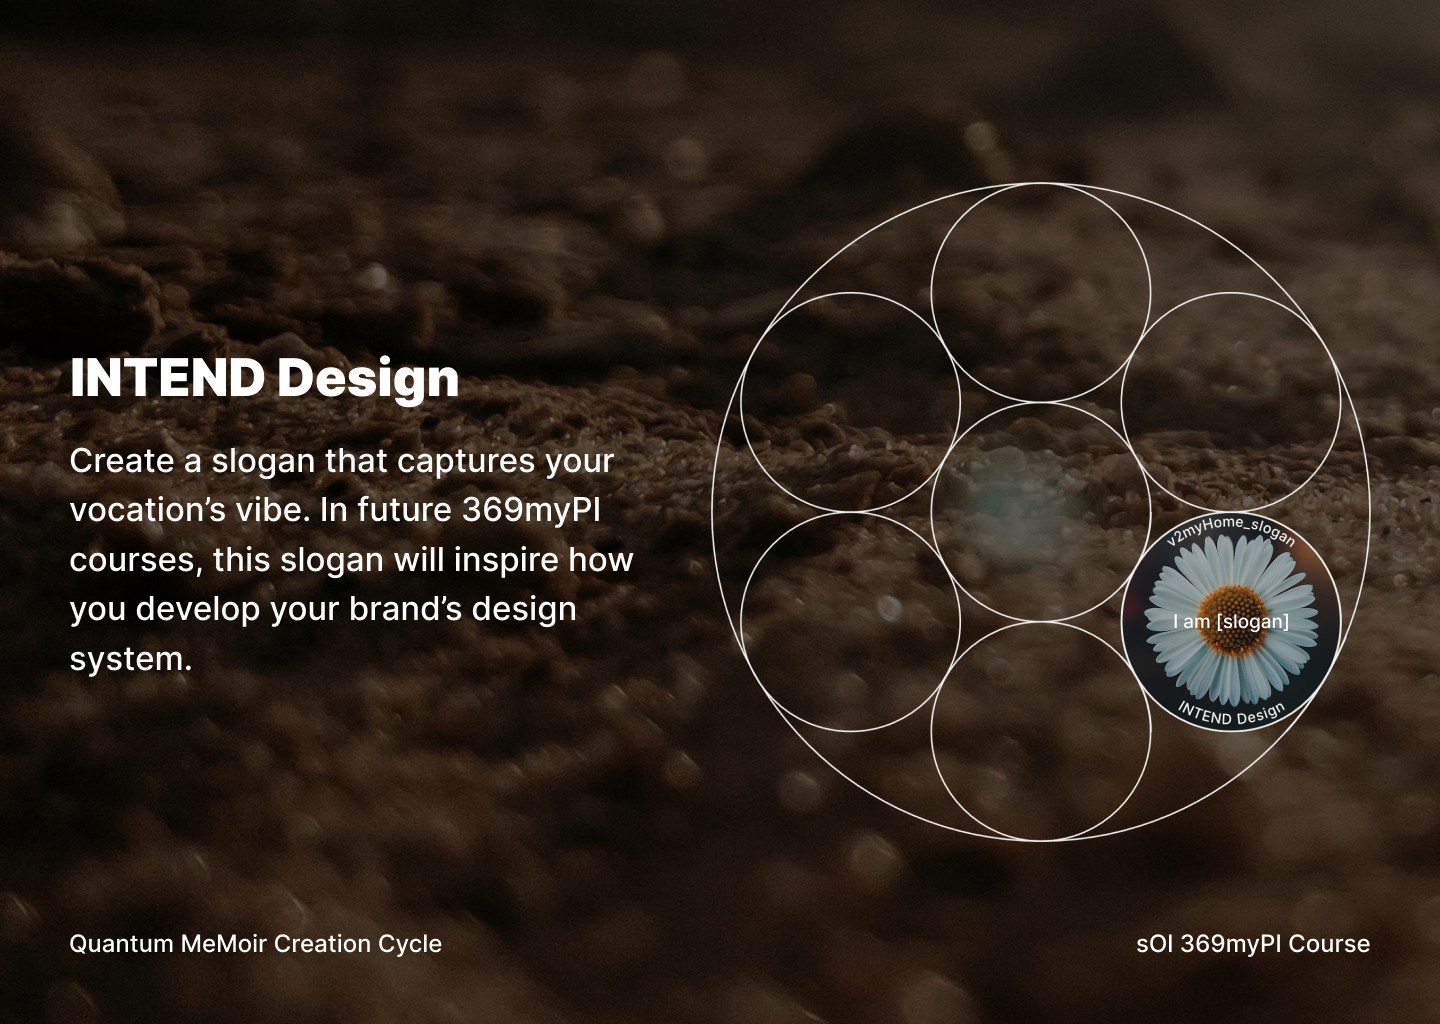 INTEND Design
Create a slogan that captures your
vocation’s vibe. In future 369myPI
courses, this slogan will inspire how
you develop your brand’s design
system.
v2myHome_slogan
I am [slogan]
INTEND Design
Quantum MeMoir Creation Cycle
sOI 369myPI Course